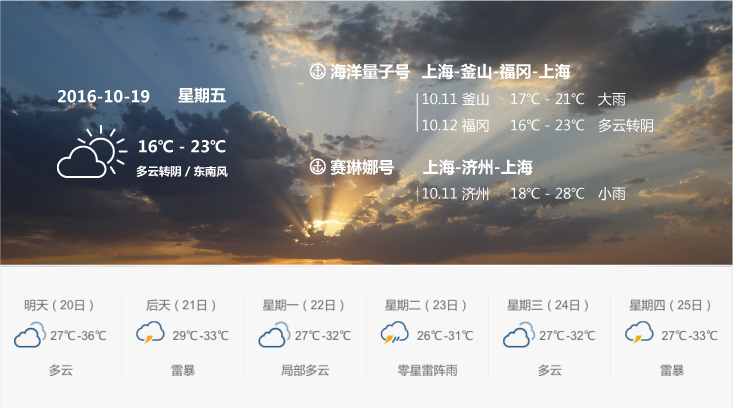 2016-10-19 星期五
16℃ - 23℃
多云转阴 / 东南风
海洋量子号 上海-釜山-福冈-上海
10.11 釜山 17℃ - 21℃ 大雨
10.12 福冈 16℃ - 23℃ 多云转阴
赛琳娜号 上海-济州-上海
10.11 济州 18℃ - 28℃ 小雨
明天（20日）
27℃-36℃
多云
后天（21日）
29℃-33℃
雷暴
星期一（22日）
27℃-32℃
局部多云
星期二（23日）
26℃-31℃
零星雷阵雨
星期三（24日）
27℃-32℃
多云
星期四（25日）
27℃-33℃
雷暴